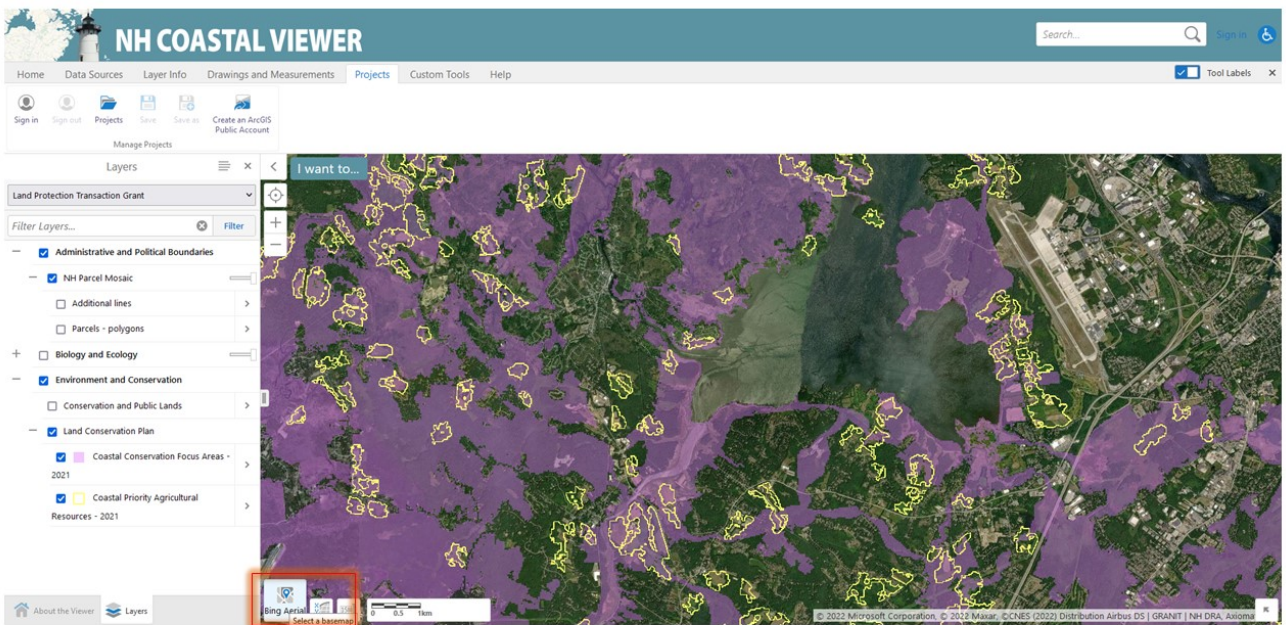 NH COASTAL VIEWER
Search...
Sign in
Home Data Sources Layer Info Drawings and Measurements Projects Custom Tools Help
Tool Labels
Sign in Sign out Projects Save Save as Create an ArcGIS
Public Account
Manage Projects
Layers
I want to...
Land Protection Transaction Grant
Filter Layers...
Filter
Administrative and Political Boundaries
NH Parcel Mosaic
Additional lines
Parcels - polygons
Biology and Ecology
Environment and Conservation
Conservation and Public Lands
Land Conservation Plan
Coastal Conservation Focus Areas -
2021
Coastal Priority Agricultural
Resources - 2021
About the Viewer
Layers
Bing Aerial
Select a basemap
0 0.5 1km
© 2022 Microsoft Corporation, © 2022 Maxar, ©CNES (2022) Distribution Airbus DS | GRANIT | NH DRA, Axioma